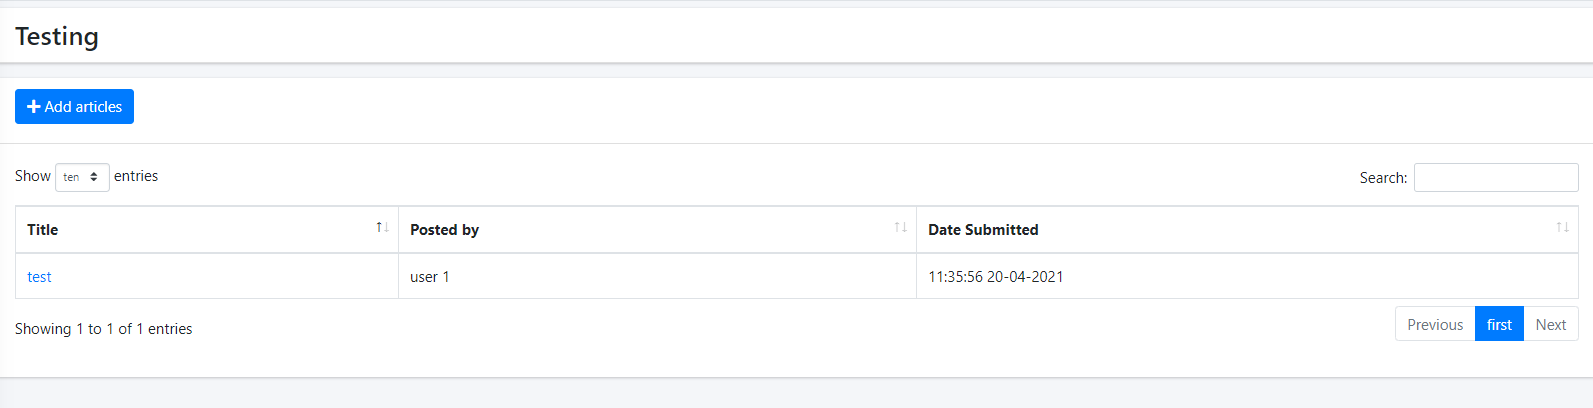 Testing
Add articles
Show ten entries
Search:
Title Posted by Date Submitted
test user 1 11:35:56 20-04-2021
Showing 1 to 1 of 1 entries
Previous first Next